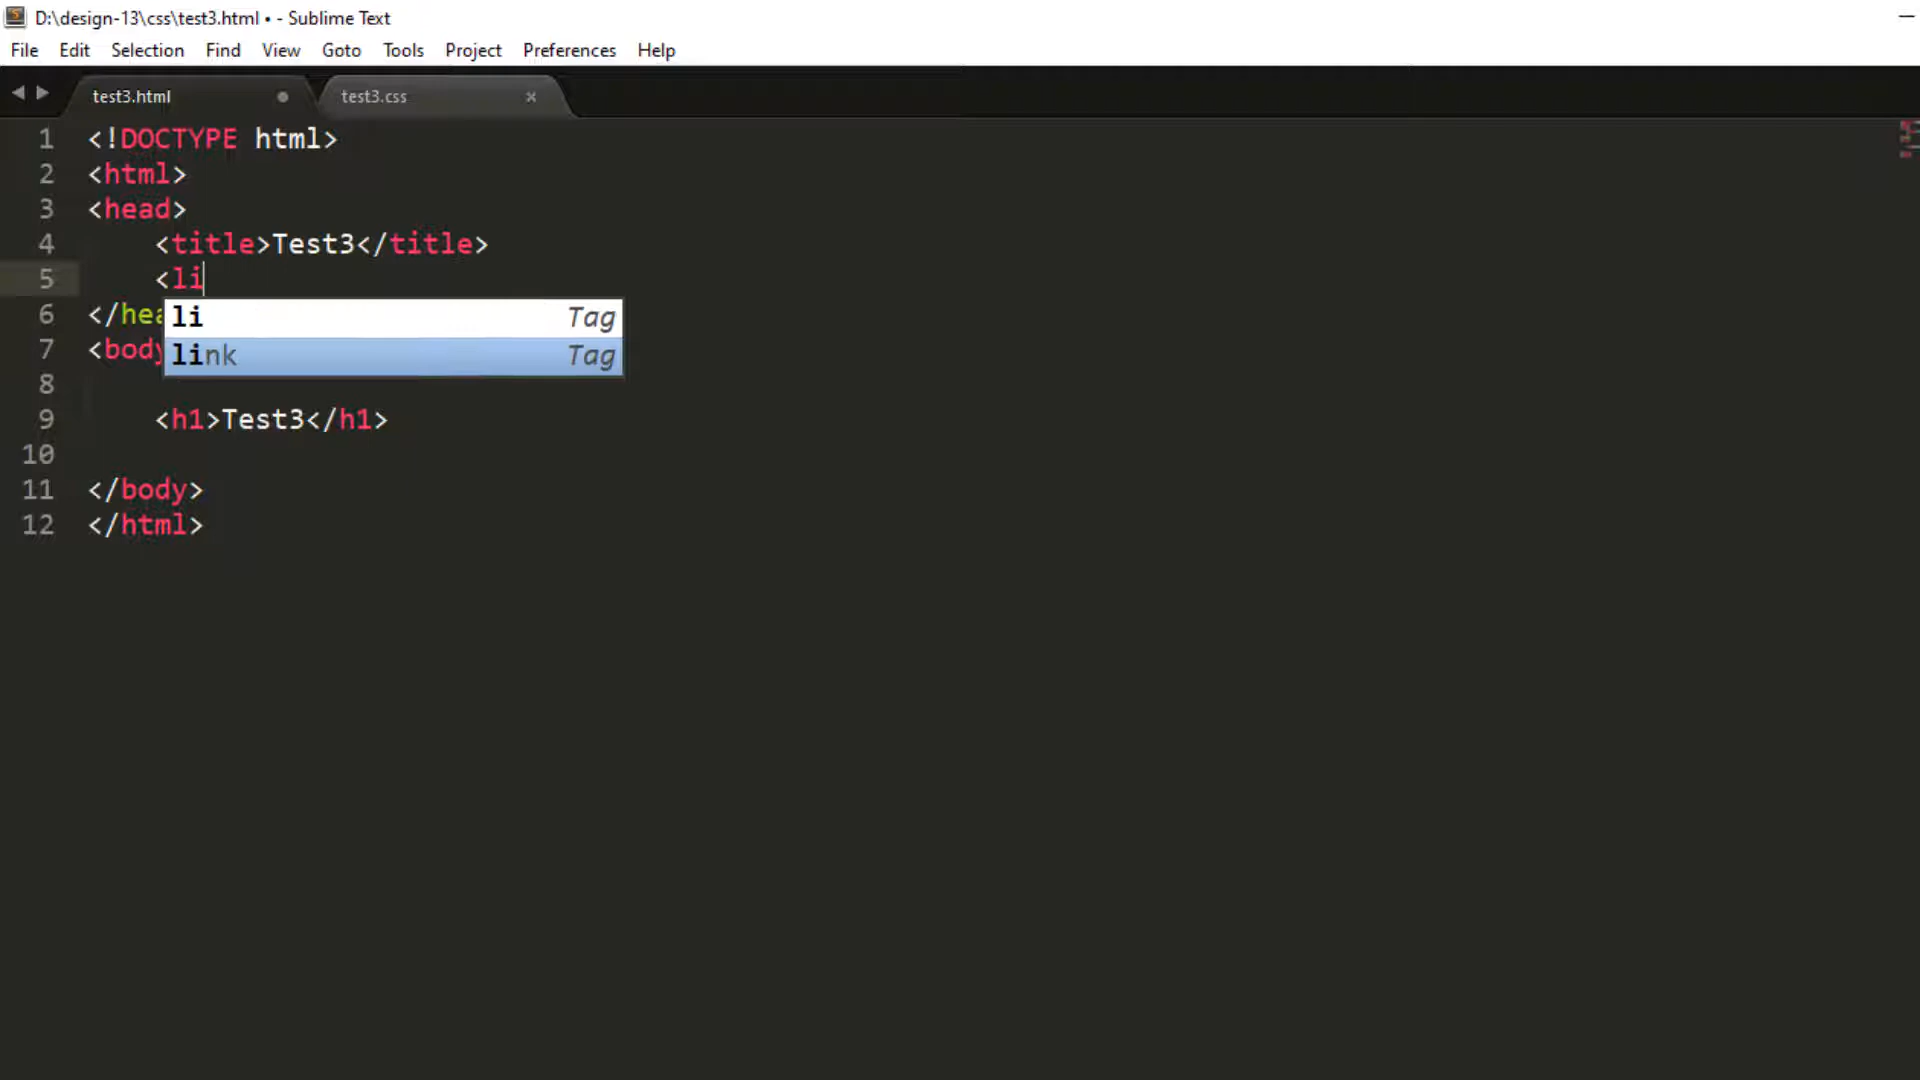 D:\design-13\css\test3.html • - Sublime Text
File Edit Selection Find View Goto Tools Project Preferences Help
test3.html test3.css
1 <!DOCTYPE html>
2 <html>
3 <head>
4 <title>Test3</title>
5 <li
6 </hea
li Tag
7 <body
link Tag
8
9 <h1>Test3</h1>
10
11 </body>
12 </html>